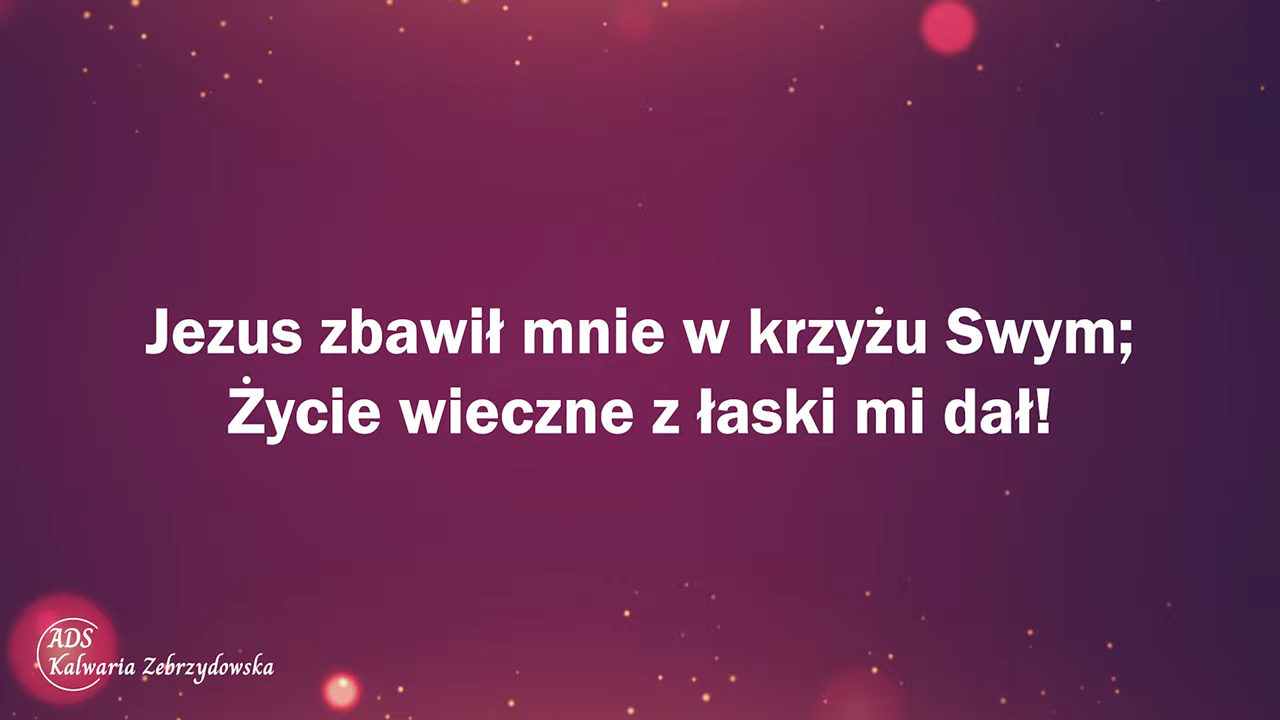 Jezus zbawił mnie w krzyżu Swym;
Życie wieczne z łaski mi dał!
ADS
Kalwaria Zebrzydowska